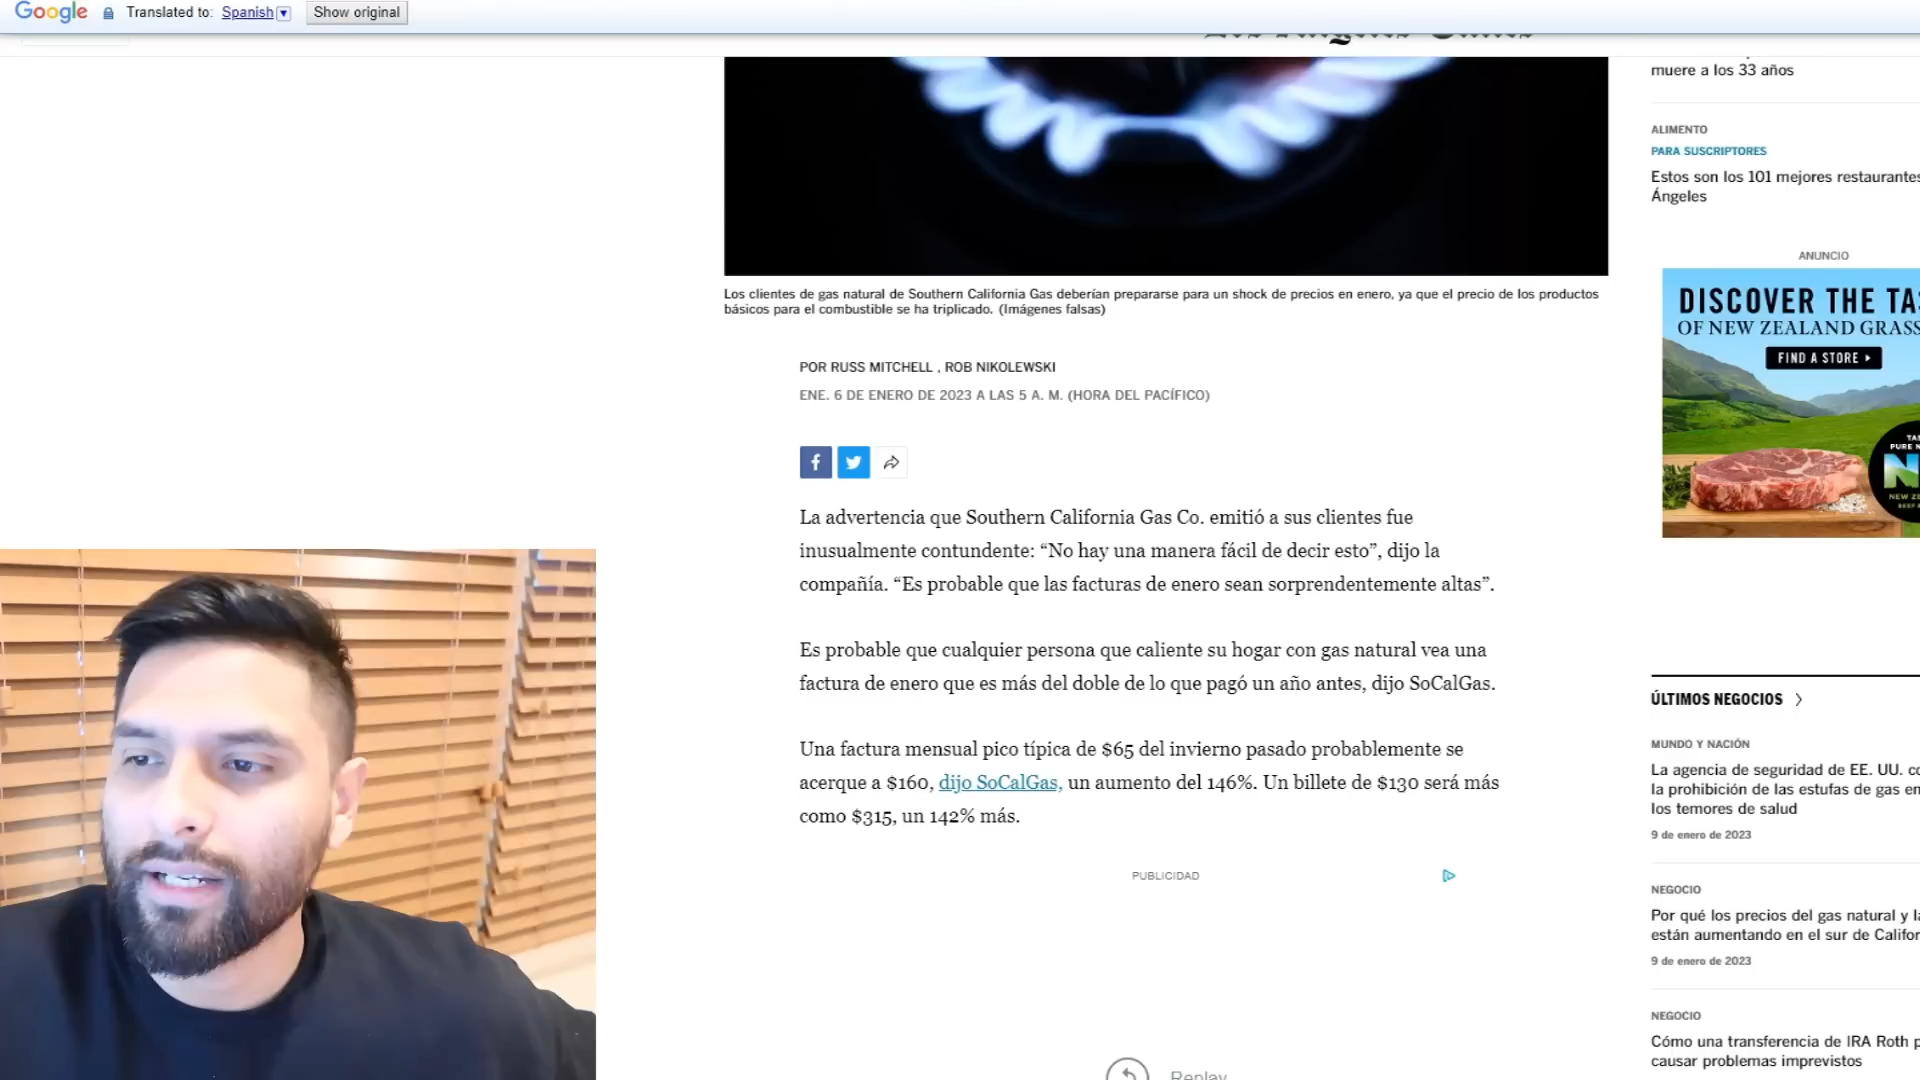 Google Translated to: Spanish Show original
Los Angeles Times
Los clientes de gas natural de Southern California Gas deberían prepararse para un shock de precios en enero, ya que el precio de los productos
básicos para el combustible se ha triplicado. (Imágenes falsas)
POR RUSS MITCHELL , ROB NIKOLEWSKI
ENE. 6 DE ENERO DE 2023 A LAS 5 A. M. (HORA DEL PACÍFICO)
La advertencia que Southern California Gas Co. emitió a sus clientes fue
inusualmente contundente: “No hay una manera fácil de decir esto”, dijo la
compañía. “Es probable que las facturas de enero sean sorprendentemente altas”.
Es probable que cualquier persona que caliente su hogar con gas natural vea una
factura de enero que es más del doble de lo que pagó un año antes, dijo SoCalGas.
Una factura mensual pico típica de $65 del invierno pasado probablemente se
acerque a $160, dijo SoCalGas, un aumento del 146%. Un billete de $130 será más
como $315, un 142% más.
PUBLICIDAD
Replay
muere a los 33 años
ALIMENTO
PARA SUSCRIPTORES
Estos son los 101 mejores restaurantes
Ángeles
ANUNCIO
DISCOVER THE TA
OF NEW ZEALAND GRASS
FIND A STORE
PURE N
NEW ZE
BEEF
ÚLTIMOS NEGOCIOS
MUNDO Y NACIÓN
La agencia de seguridad de EE. UU. co
la prohibición de las estufas de gas en
los temores de salud
9 de enero de 2023
NEGOCIO
Por qué los precios del gas natural y la
están aumentando en el sur de Califor
9 de enero de 2023
NEGOCIO
Cómo una transferencia de IRA Roth p
causar problemas imprevistos